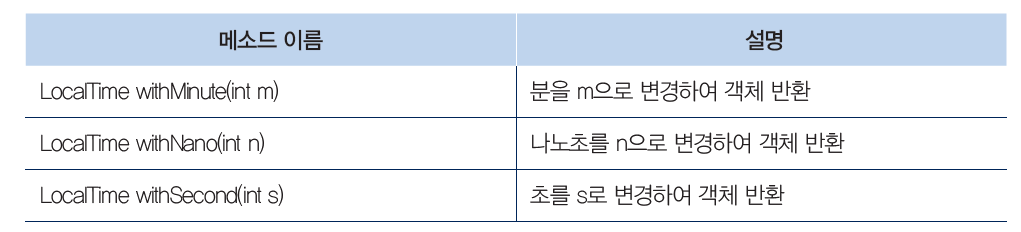 메소드 이름 설명
LocalTime withMinute(int m) 분을 m으로 변경하여 객체 반환
LocalTime withNano(int n) 나노초를 n으로 변경하여 객체 반환
LocalTime withSecond(int s) 초를 s로 변경하여 객체 반환